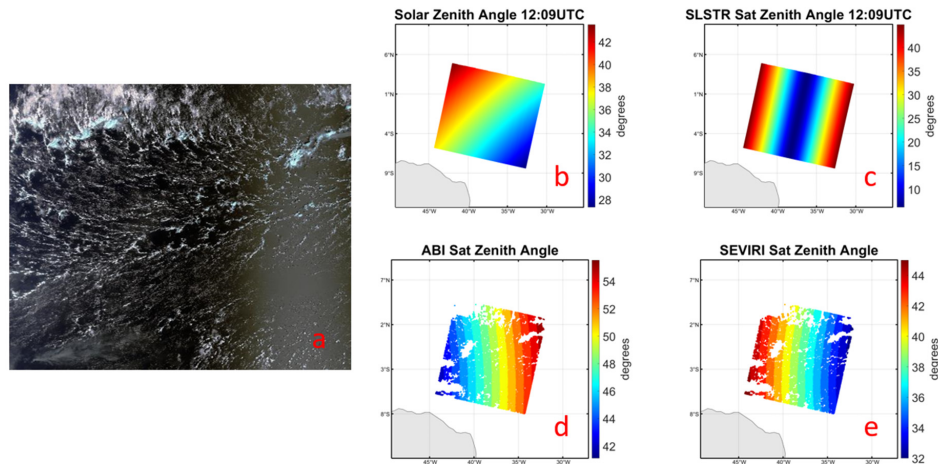 a
Solar Zenith Angle 12:09UTC
6°N
1°N
4°S
9°S
45°W
40°W
35°W
30°W
42
40
38
36
34
32
30
28
degrees
b
SLSTR Sat Zenith Angle 12:09UTC
6°N
1°N
4°S
9°S
45°W
40°W
35°W
30°W
40
35
30
25
20
15
10
degrees
c
ABI Sat Zenith Angle
7°N
2°N
3°S
8°S
45°W
40°W
35°W
30°W
54
52
50
48
46
44
42
degrees
d
SEVIRI Sat Zenith Angle
7°N
2°N
3°S
8°S
45°W
40°W
35°W
30°W
44
42
40
38
36
34
32
degrees
e